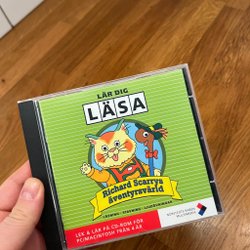 LÄR DIG
LÄSA
Richard Scarrys
äventyrsvärld
LEK & LÄR PÅ CD-ROM FÖR
PC/MACINTOSH FRÅN 4 ÅR